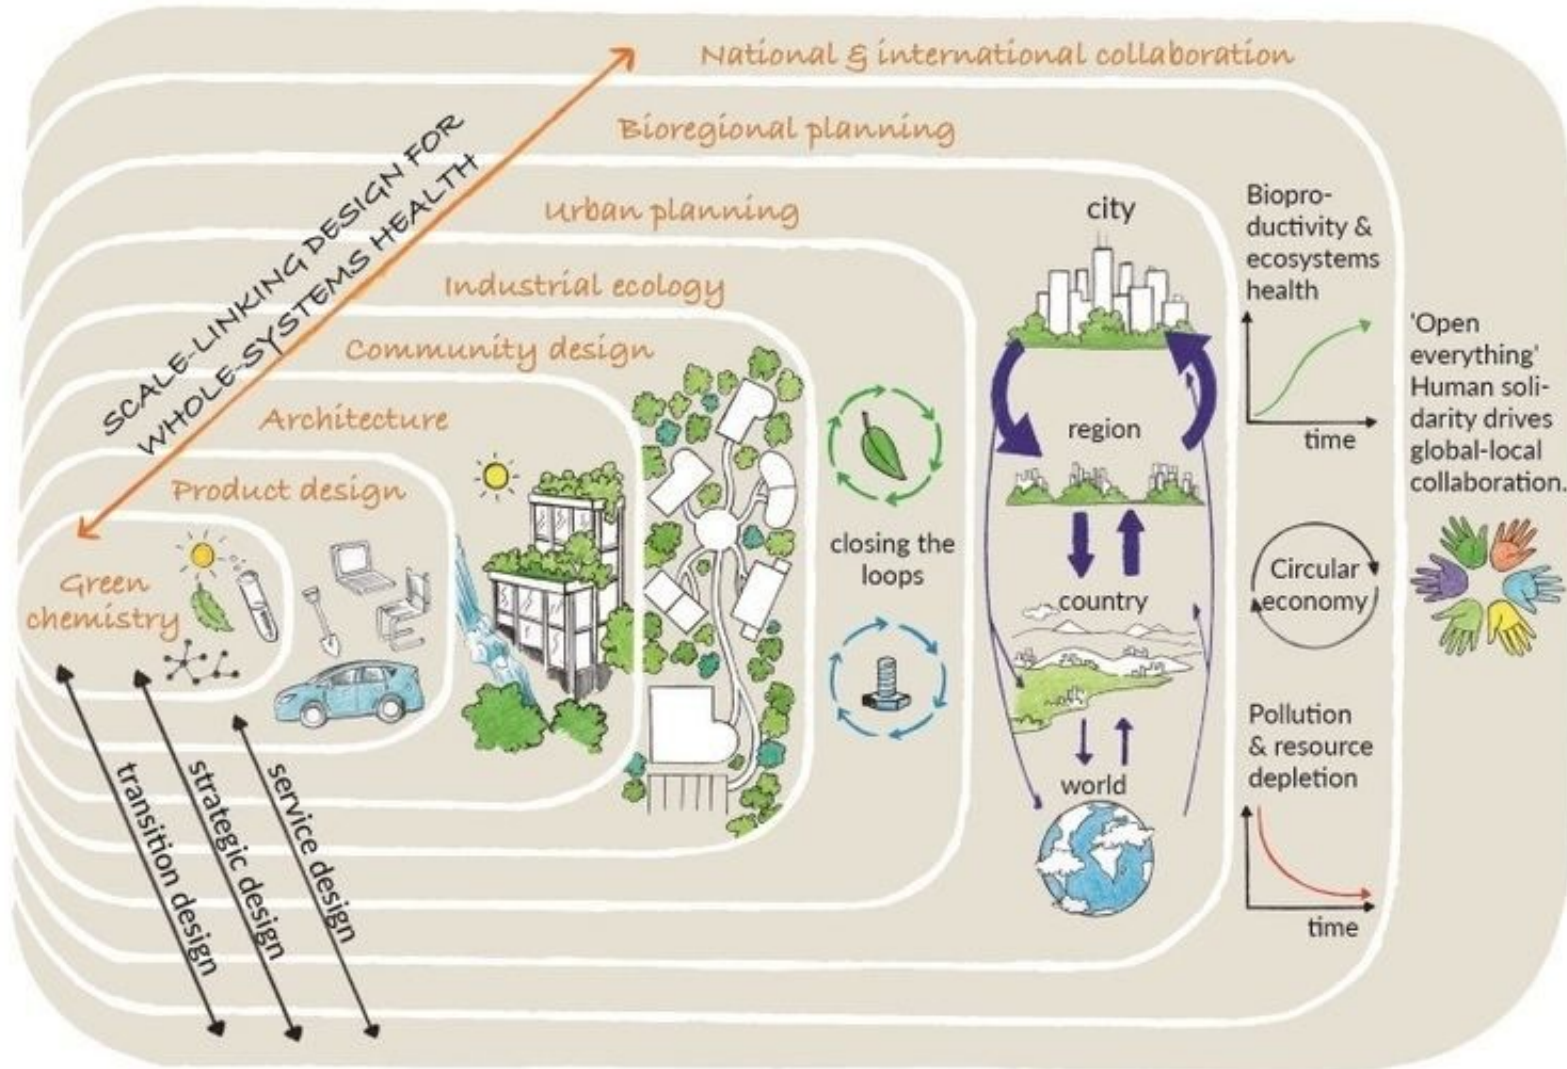 National & international collaboration
Bioregional planning
Urban planning
Industrial ecology
Community design
Architecture
Product design
Green
chemistry
SCALE-LINKING DESIGN FOR
WHOLE-SYSTEMS HEALTH
transition design
strategic design
service design
closing the
loops
city
region
country
world
Biopro-
ductivity &
ecosystems
health
time
Circular
economy
Pollution
& resource
depletion
time
'Open
everything'
Human soli-
darity drives
global-local
collaboration.